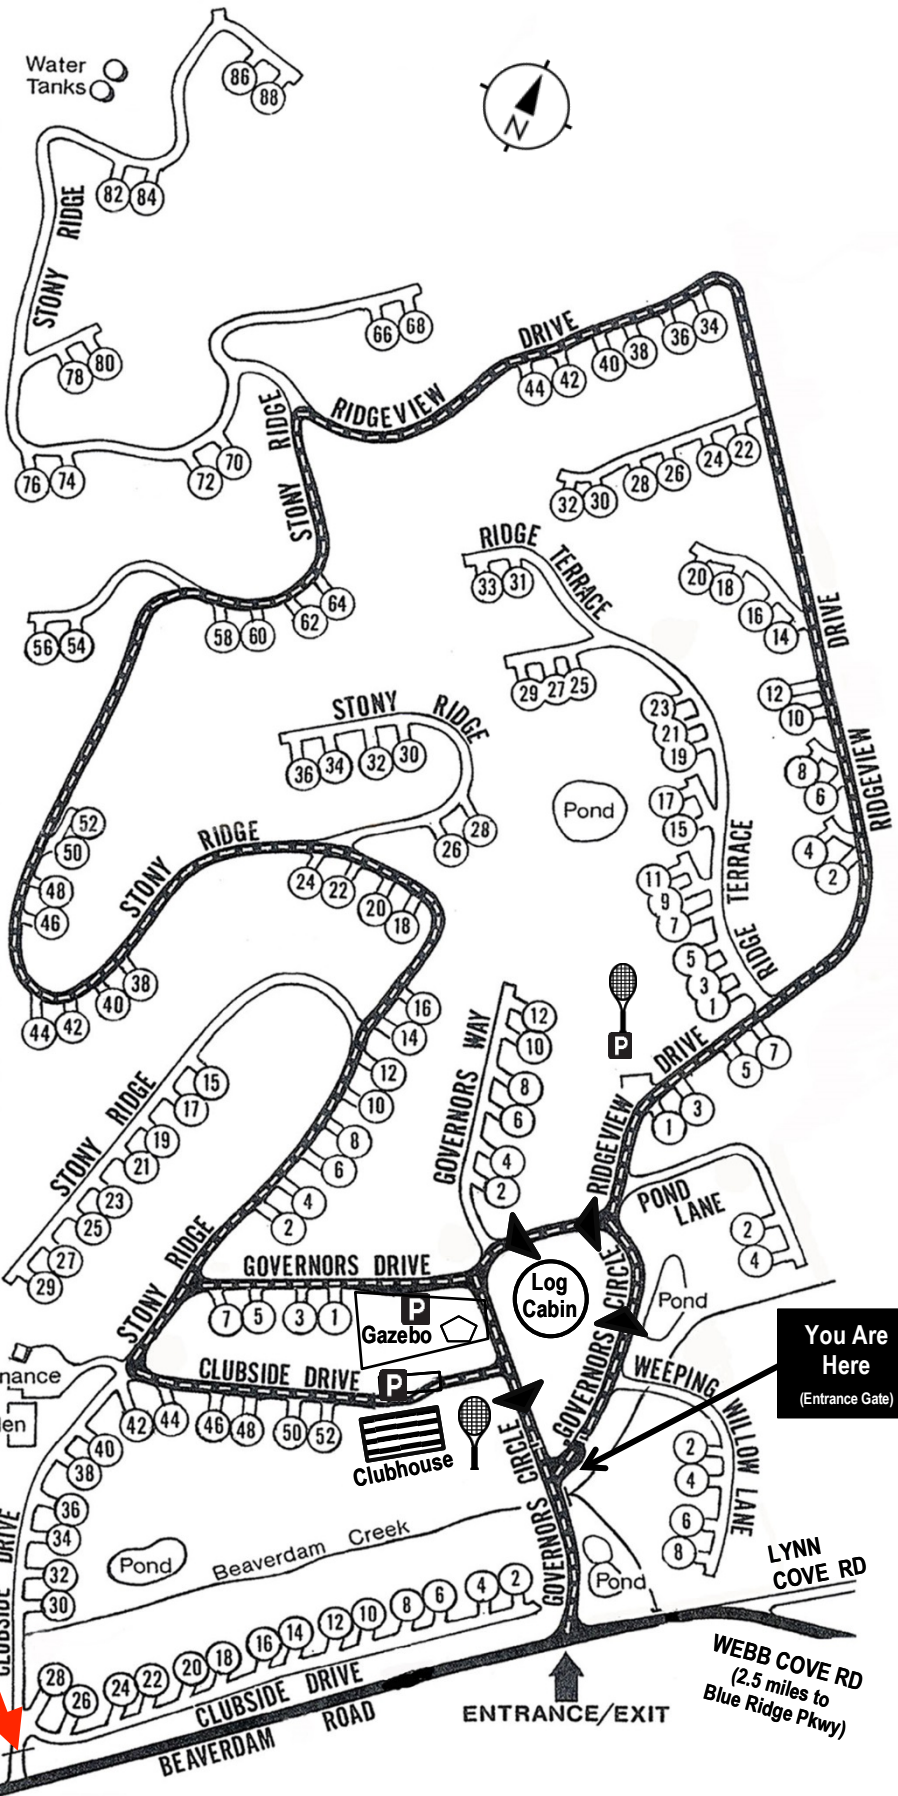 Water
Tanks
86
88
N
82
84
STONY RIDGE
66
68
78
80
RIDGEVIEW DRIVE
44
42
40
38
36
34
STONY RIDGE
76
74
72
70
32
30
28
26
24
22
RIDGE TERRACE
33
31
20
18
16
14
56
54
58
60
62
64
29
27
25
12
10
8
6
4
2
RIDGEVIEW DRIVE
23
21
19
17
15
11
9
7
5
3
1
RIDGE TERRACE
STONY RIDGE
36
34
32
30
28
26
Pond
STONY RIDGE
52
50
48
46
44
42
40
38
24
22
20
18
16
14
12
10
8
6
4
2
STONY RIDGE
15
17
19
21
23
25
27
29
GOVERNORS WAY
12
10
8
6
4
2
P
RIDGEVIEW DRIVE
7
5
3
1
POND
LANE
2
4
STONY RIDGE
GOVERNORS DRIVE
7
5
3
1
P
Gazebo
Log
Cabin
GOVERNORS CIRCLE
Pond
You Are
Here
(Entrance Gate)
nance
den
CLUBSIDE DRIVE
P
42
44
46
48
50
52
Clubhouse
WEEPING WILLOW LANE
2
4
6
8
GOVERNORS CIRCLE
40
38
36
34
32
30
CLUBSIDE DRIVE
Pond
Beaverdam Creek
Pond
LYNN
COVE RD
28
26
24
22
20
18
16
14
12
10
8
6
4
2
CLUBSIDE DRIVE
BEAVERDAM ROAD
ENTRANCE/EXIT
WEBB COVE RD
(2.5 miles to
Blue Ridge Pkwy)